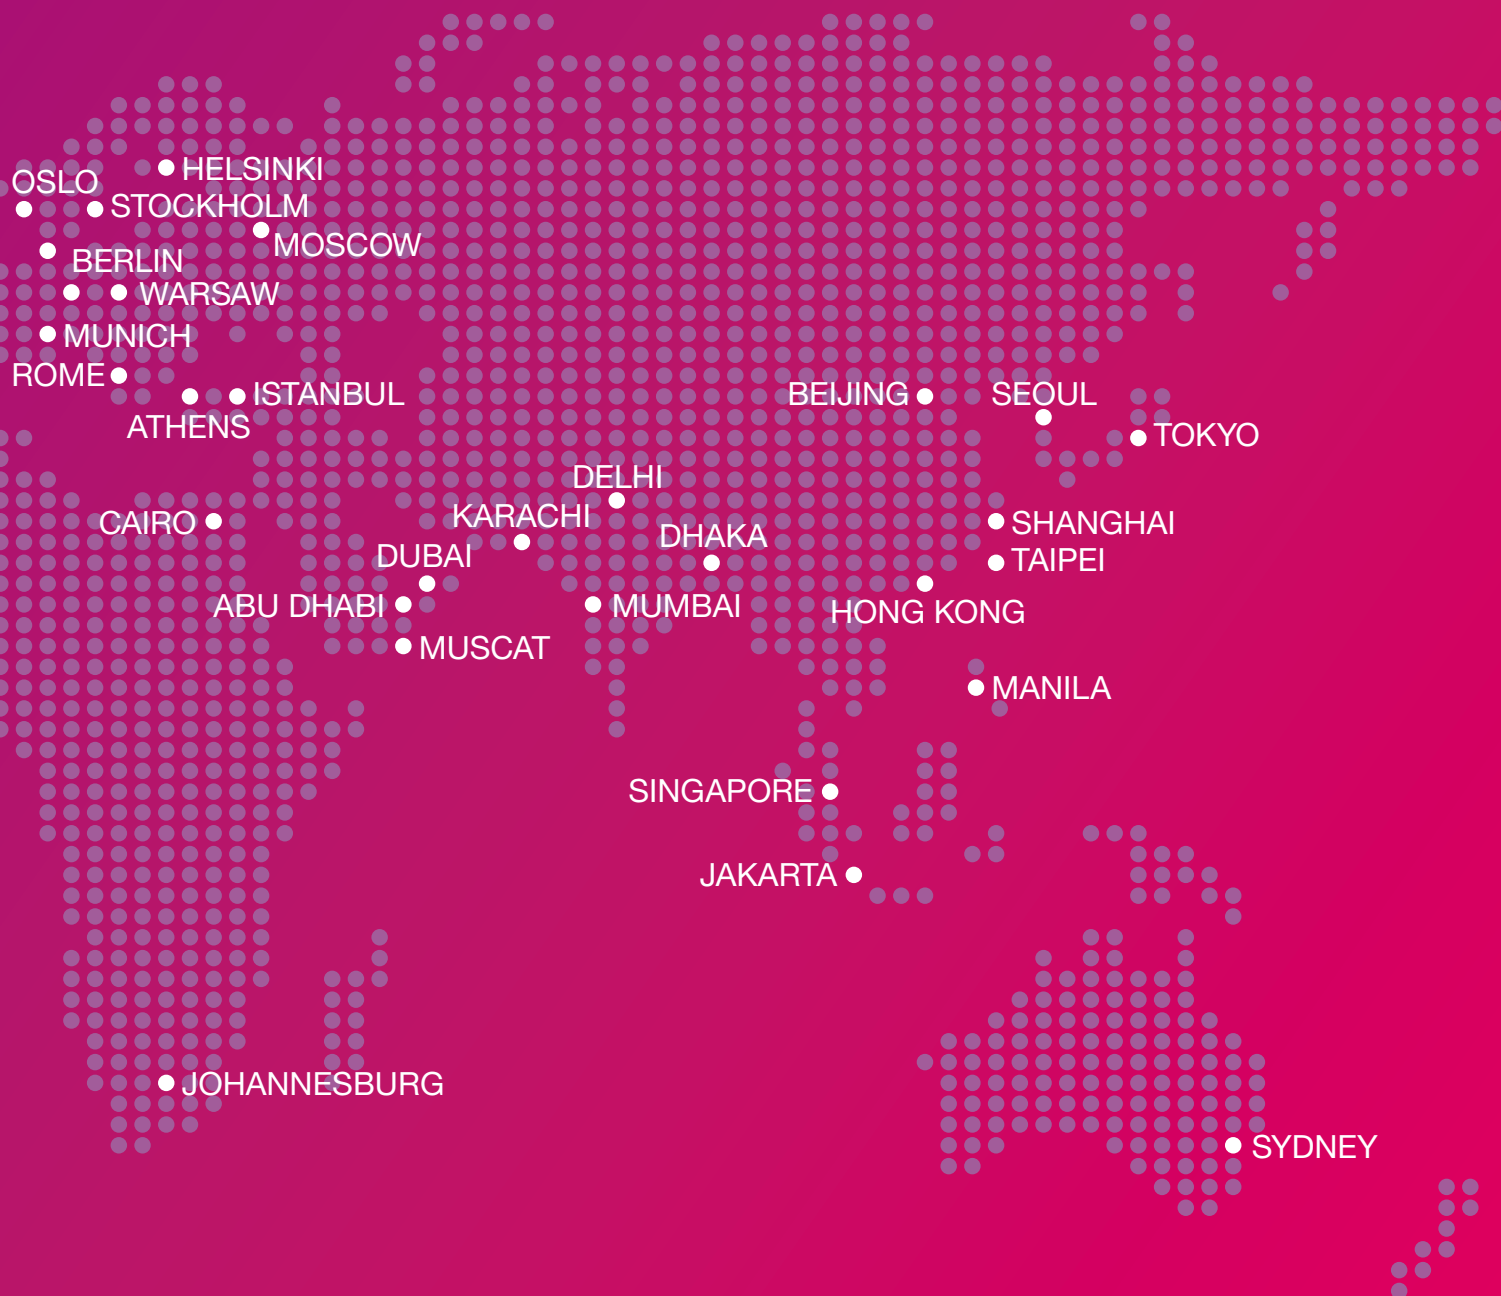 HELSINKI
OSLO
STOCKHOLM
MOSCOW
BERLIN
WARSAW
MUNICH
ROME
ISTANBUL
ATHENS
BEIJING
SEOUL
TOKYO
DELHI
KARACHI
CAIRO
SHANGHAI
DHAKA
DUBAI
TAIPEI
ABU DHABI
MUMBAI
HONG KONG
MUSCAT
MANILA
SINGAPORE
JAKARTA
JOHANNESBURG
SYDNEY